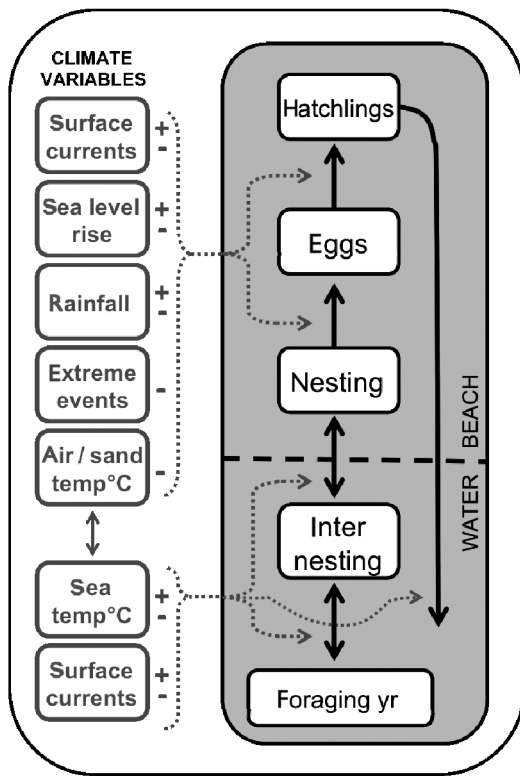 CLIMATE
VARIABLES
Surface
currents
+
-
Sea level
rise
+
-
Rainfall
+
-
Extreme
events
-
Air / sand
temp°C
-
Sea
temp°C
+
-
Surface
currents
+
-
Hatchlings
Eggs
Nesting
BEACH
WATER
Inter
nesting
Foraging yr